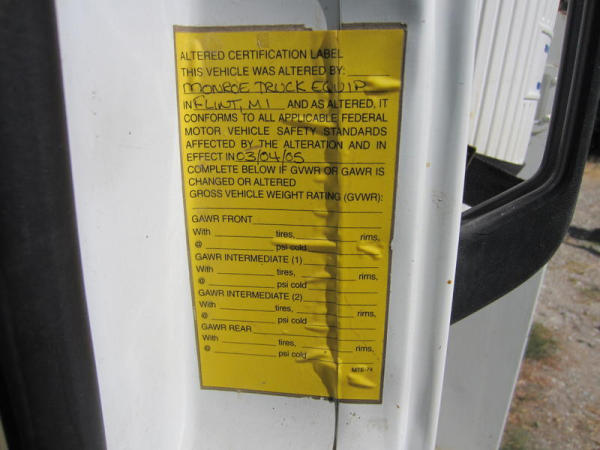 ALTERED CERTIFICATION LABEL
THIS VEHICLE WAS ALTERED BY:
MONROE TRUCK EQUIP
IN FLINT, MI AND AS ALTERED, IT
CONFORMS TO ALL APPLICABLE FEDERAL
MOTOR VEHICLE SAFETY STANDARDS
AFFECTED BY THE ALTERATION AND IN
EFFECT IN 03/04/05
COMPLETE BELOW IF GVWR OR GAWR IS
CHANGED OR ALTERED
GROSS VEHICLE WEIGHT RATING (GVWR):
GAWR FRONT
With tires, rims,
@ psi cold
GAWR INTERMEDIATE (1)
With tires, rims,
@ psi cold
GAWR INTERMEDIATE (2)
With tires, rims,
@ psi cold
GAWR REAR
With tires, rims,
@ psi cold
MTE-74